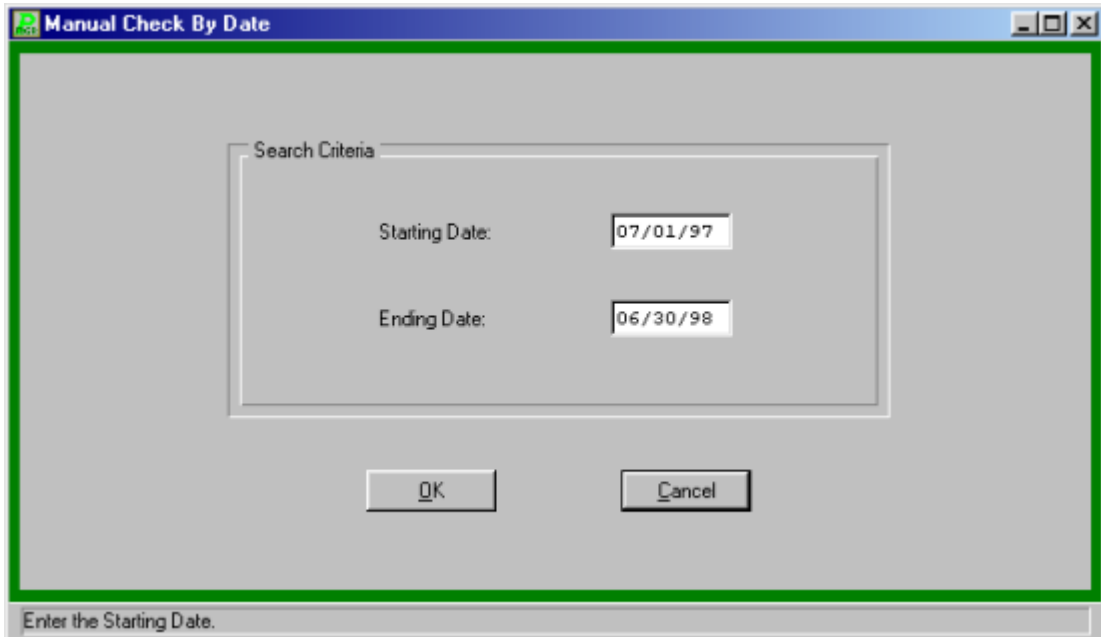 Manual Check By Date
Search Criteria
Starting Date: 07/01/97
Ending Date: 06/30/98
OK Cancel
Enter the Starting Date.